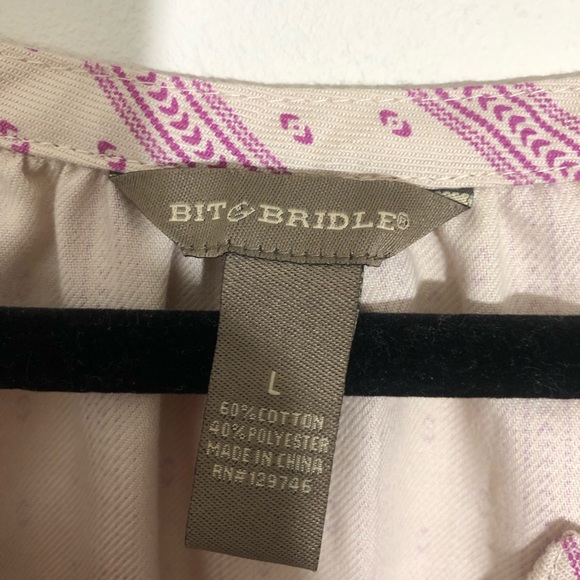 BIT & BRIDLE®
L
60% COTTON
40% POLYESTER
MADE IN CHINA
RN#129746